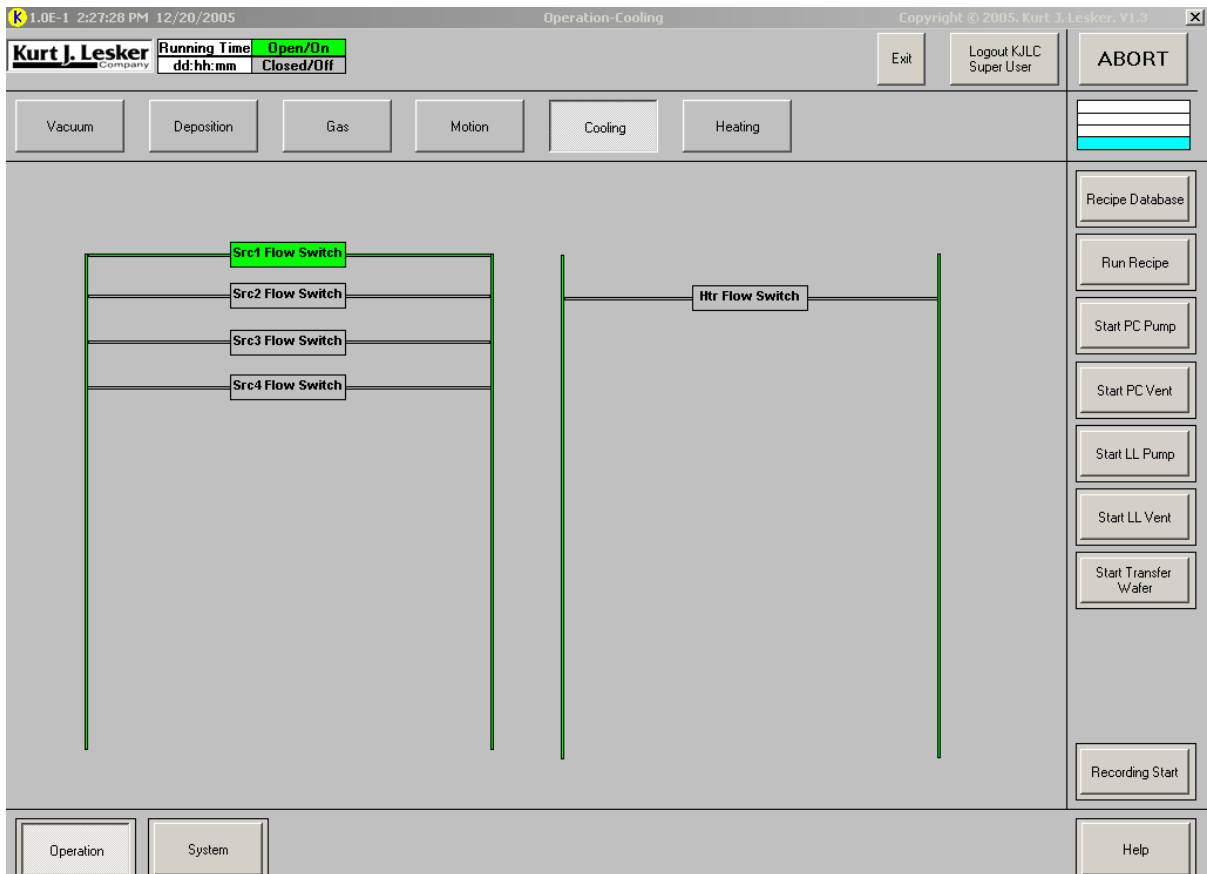 K 1.0E-1 2:27:28 PM 12/20/2005 Operation-Cooling Copyright © 2005. Kurt J. Lesker. V1.3 X
Kurt J. Lesker
Company
Running Time Open/On
dd:hh:mm Closed/Off
Exit
Logout KJLC
Super User
ABORT
Vacuum Deposition Gas Motion Cooling Heating
Recipe Database
Src1 Flow Switch
Run Recipe
Src2 Flow Switch
Htr Flow Switch
Start PC Pump
Src3 Flow Switch
Src4 Flow Switch
Start PC Vent
Start LL Pump
Start LL Vent
Start Transfer
Wafer
Recording Start
Operation System Help